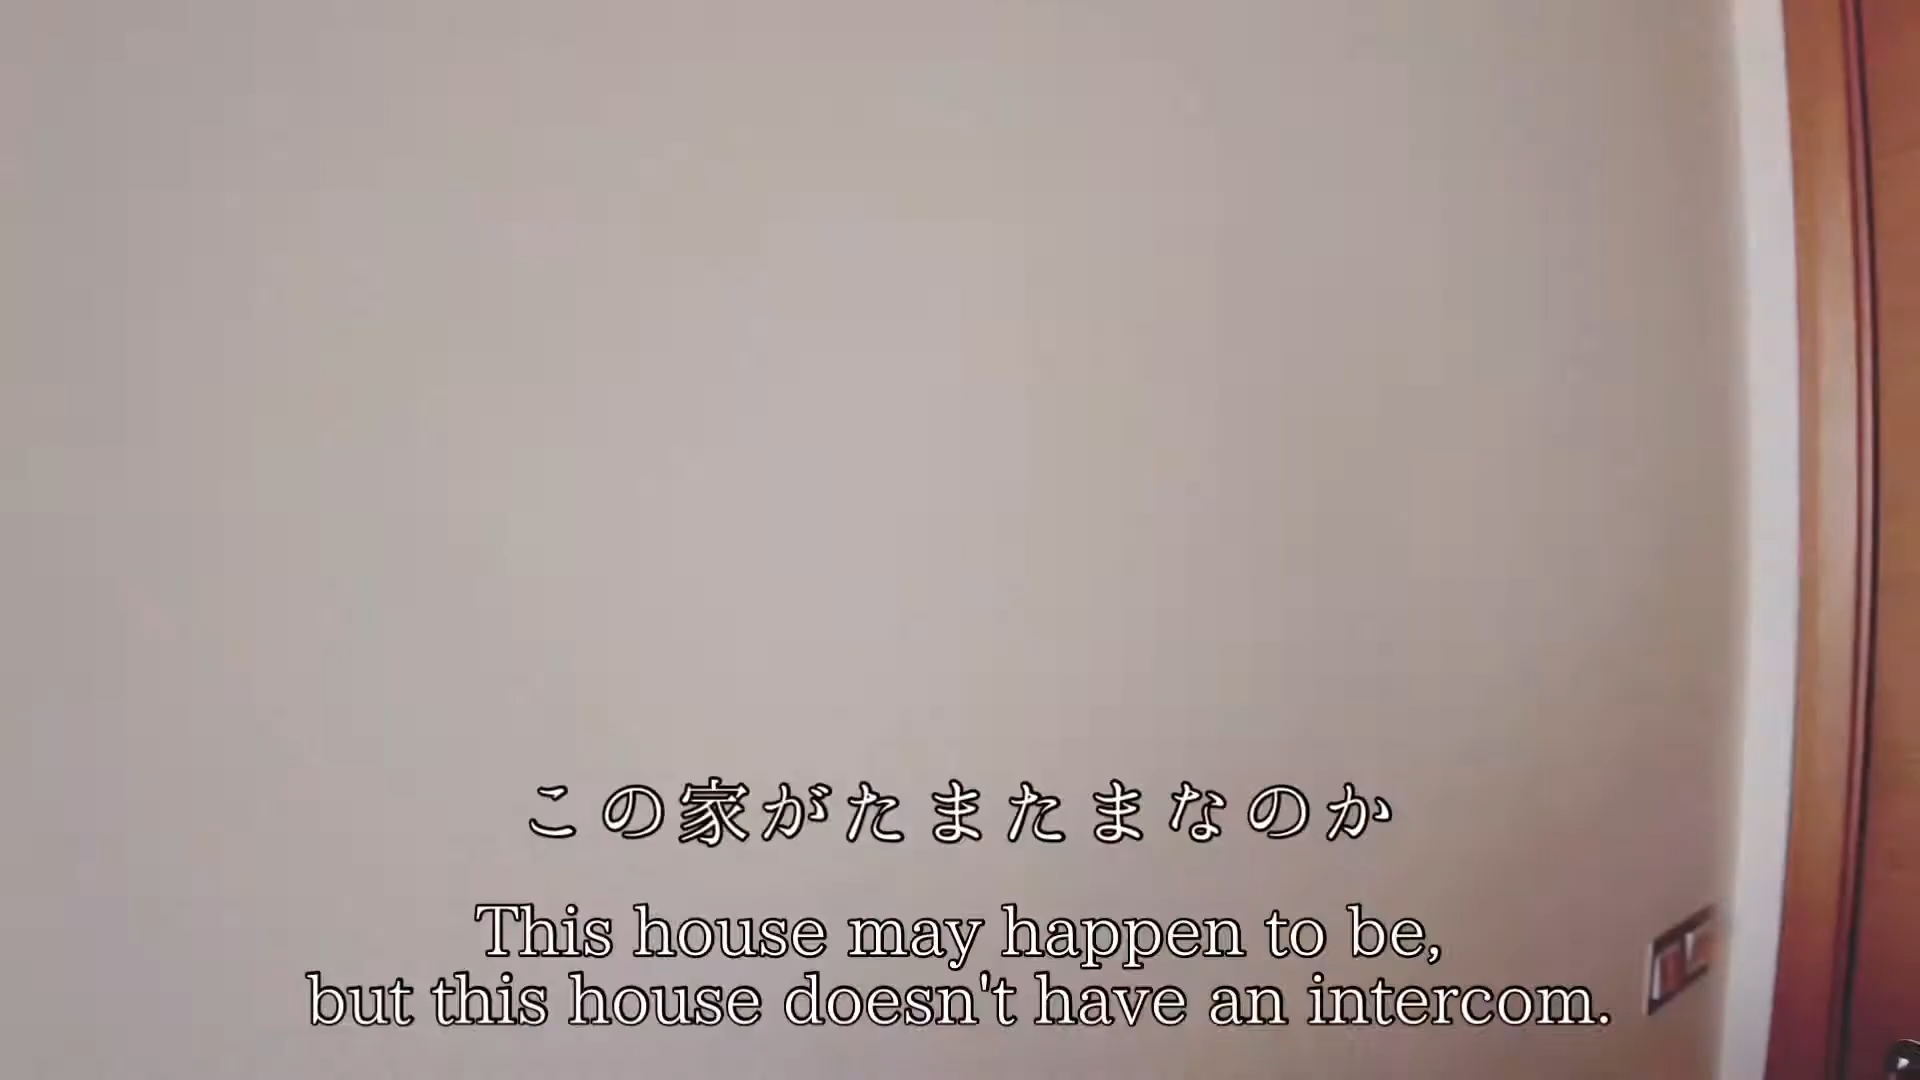 この家がたまたまなのか
This house may happen to be,
but this house doesn't have an intercom.